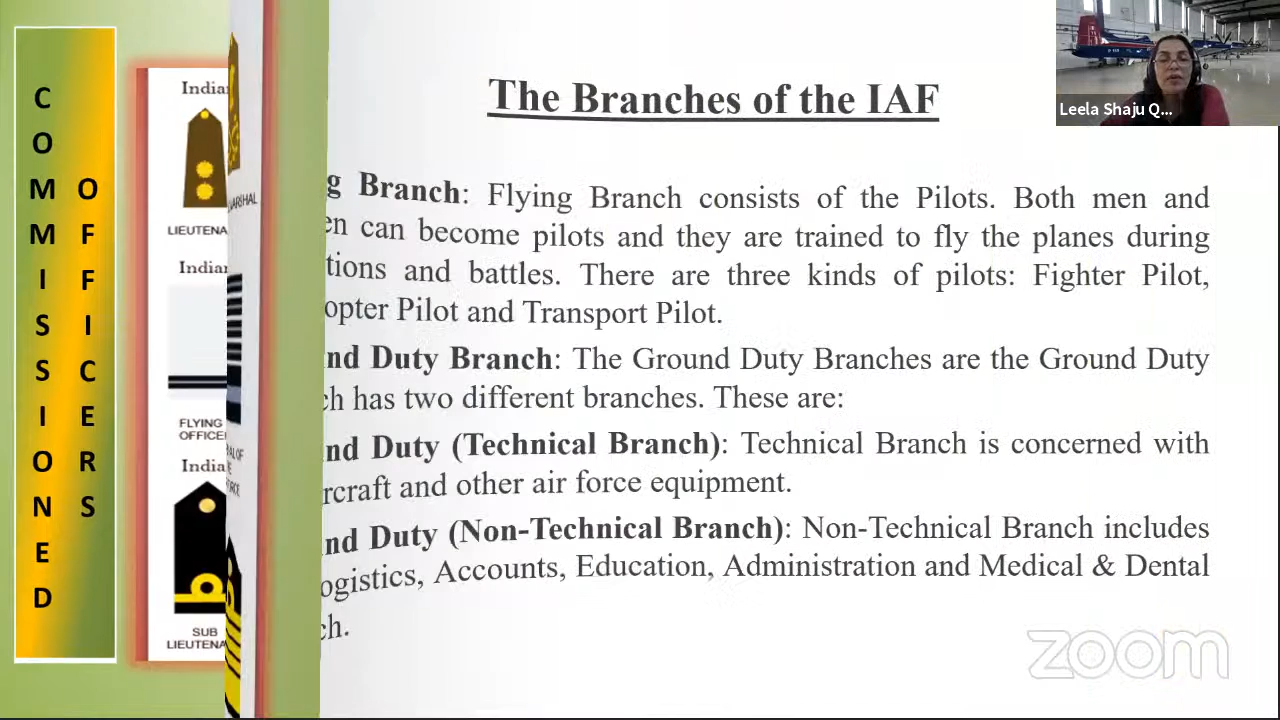 COMMISSIONED
OFFICERS
India
LIEUTENA
India
FLYING
OFFICE
India
SUB
LIEUTENA
The Branches of the IAF
g Branch: Flying Branch consists of the Pilots. Both men and
en can become pilots and they are trained to fly the planes during
tions and battles. There are three kinds of pilots: Fighter Pilot,
opter Pilot and Transport Pilot.
nd Duty Branch: The Ground Duty Branches are the Ground Duty
ch has two different branches. These are:
nd Duty (Technical Branch): Technical Branch is concerned with
rcraft and other air force equipment.
nd Duty (Non-Technical Branch): Non-Technical Branch includes
ogistics, Accounts, Education, Administration and Medical & Dental
ch.
Leela Shaju Q...
zoom